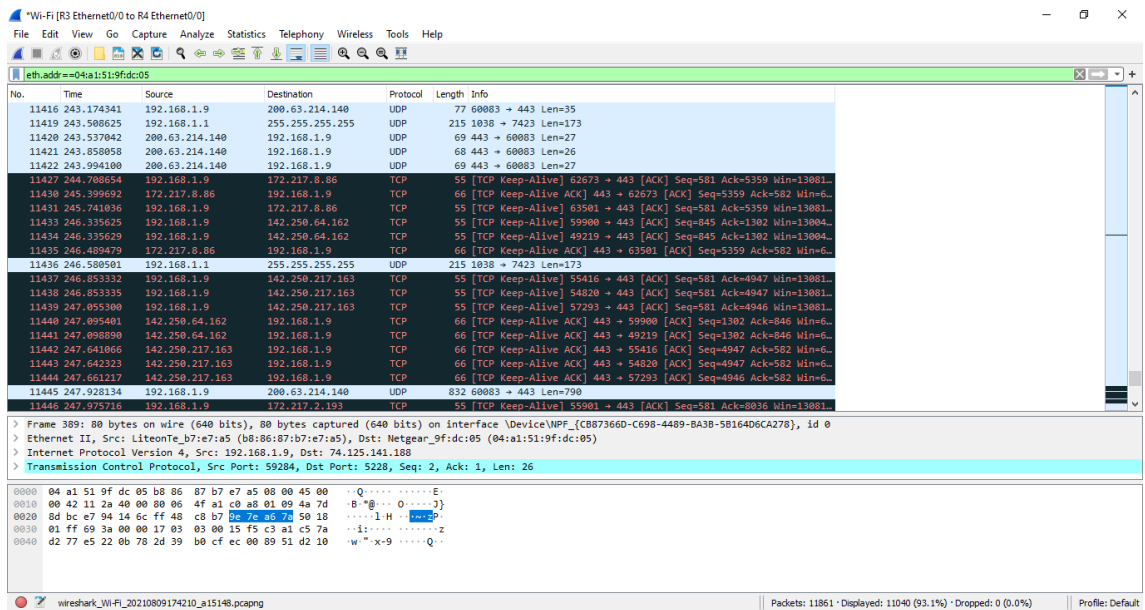 *Wi-Fi [R3 Ethernet0/0 to R4 Ethernet0/0]
File Edit View Go Capture Analyze Statistics Telephony Wireless Tools Help
eth.addr==04:a1:51:9f:dc:05
No. Time Source Destination Protocol Length Info
11416 243.174341 192.168.1.9 200.63.214.140 UDP 77 60083 → 443 Len=35
11419 243.508625 192.168.1.1 255.255.255.255 UDP 215 1038 → 7423 Len=173
11420 243.537042 200.63.214.140 192.168.1.9 UDP 69 443 → 60083 Len=27
11421 243.858058 200.63.214.140 192.168.1.9 UDP 68 443 → 60083 Len=26
11422 243.994100 200.63.214.140 192.168.1.9 UDP 69 443 → 60083 Len=27
11427 244.708654 192.168.1.9 172.217.8.86 TCP 55 [TCP Keep-Alive] 62673 → 443 [ACK] Seq=581 Ack=5359 Win=13081…
11430 245.399692 172.217.8.86 192.168.1.9 TCP 66 [TCP Keep-Alive ACK] 443 → 62673 [ACK] Seq=5359 Ack=582 Win=6…
11431 245.741036 192.168.1.9 172.217.8.86 TCP 55 [TCP Keep-Alive] 63501 → 443 [ACK] Seq=581 Ack=5359 Win=13081…
11433 246.335625 192.168.1.9 142.250.64.162 TCP 55 [TCP Keep-Alive] 59900 → 443 [ACK] Seq=845 Ack=1302 Win=13004…
11434 246.335629 192.168.1.9 142.250.64.162 TCP 55 [TCP Keep-Alive] 49219 → 443 [ACK] Seq=845 Ack=1302 Win=13004…
11435 246.489479 172.217.8.86 192.168.1.9 TCP 66 [TCP Keep-Alive ACK] 443 → 63501 [ACK] Seq=5359 Ack=582 Win=6…
11436 246.580501 192.168.1.1 255.255.255.255 UDP 215 1038 → 7423 Len=173
11437 246.853332 192.168.1.9 142.250.217.163 TCP 55 [TCP Keep-Alive] 55416 → 443 [ACK] Seq=581 Ack=4947 Win=13081…
11438 246.853335 192.168.1.9 142.250.217.163 TCP 55 [TCP Keep-Alive] 54820 → 443 [ACK] Seq=581 Ack=4947 Win=13081…
11439 247.055300 192.168.1.9 142.250.217.163 TCP 55 [TCP Keep-Alive] 57293 → 443 [ACK] Seq=581 Ack=4946 Win=13081…
11440 247.095401 142.250.64.162 192.168.1.9 TCP 66 [TCP Keep-Alive ACK] 443 → 59900 [ACK] Seq=1302 Ack=846 Win=6…
11441 247.098890 142.250.64.162 192.168.1.9 TCP 66 [TCP Keep-Alive ACK] 443 → 49219 [ACK] Seq=1302 Ack=846 Win=6…
11442 247.641066 142.250.217.163 192.168.1.9 TCP 66 [TCP Keep-Alive ACK] 443 → 55416 [ACK] Seq=4947 Ack=582 Win=6…
11443 247.642323 142.250.217.163 192.168.1.9 TCP 66 [TCP Keep-Alive ACK] 443 → 54820 [ACK] Seq=4947 Ack=582 Win=6…
11444 247.661217 142.250.217.163 192.168.1.9 TCP 66 [TCP Keep-Alive ACK] 443 → 57293 [ACK] Seq=4946 Ack=582 Win=6…
11445 247.928134 192.168.1.9 200.63.214.140 UDP 832 60083 → 443 Len=790
11446 247.975716 192.168.1.9 172.217.2.193 TCP 55 [TCP Keep-Alive] 55901 → 443 [ACK] Seq=581 Ack=8036 Win=13081…
> Frame 389: 80 bytes on wire (640 bits), 80 bytes captured (640 bits) on interface \Device\NPF_{CB87366D-C698-4489-BA3B-5B164D6CA278}, id 0
> Ethernet II, Src: LiteonTe_b7:e7:a5 (b8:86:87:b7:e7:a5), Dst: Netgear_9f:dc:05 (04:a1:51:9f:dc:05)
> Internet Protocol Version 4, Src: 192.168.1.9, Dst: 74.125.141.188
> Transmission Control Protocol, Src Port: 59284, Dst Port: 5228, Seq: 2, Ack: 1, Len: 26
0000 04 a1 51 9f dc 05 b8 86 87 b7 e7 a5 08 00 45 00 ··Q····· ······E·
0010 00 42 11 2a 40 00 80 06 4f a1 c0 a8 01 09 4a 7d ·B·*@··· O·····J}
0020 8d bc e7 94 14 6c ff 48 c8 b7 9e 7e a6 7a 50 18 ·····l·H ···~·zP·
0030 01 ff 69 3a 00 00 17 03 03 00 15 f5 c3 a1 c5 7a ··i:···· ·······z
0040 d2 77 e5 22 0b 78 2d 39 b0 cf ec 00 89 51 d2 10 ·w·"·x-9 ·····Q··
wireshark_Wi-Fi_20210809174210_a15148.pcapng Packets: 11861 · Displayed: 11040 (93.1%) · Dropped: 0 (0.0%) Profile: Default